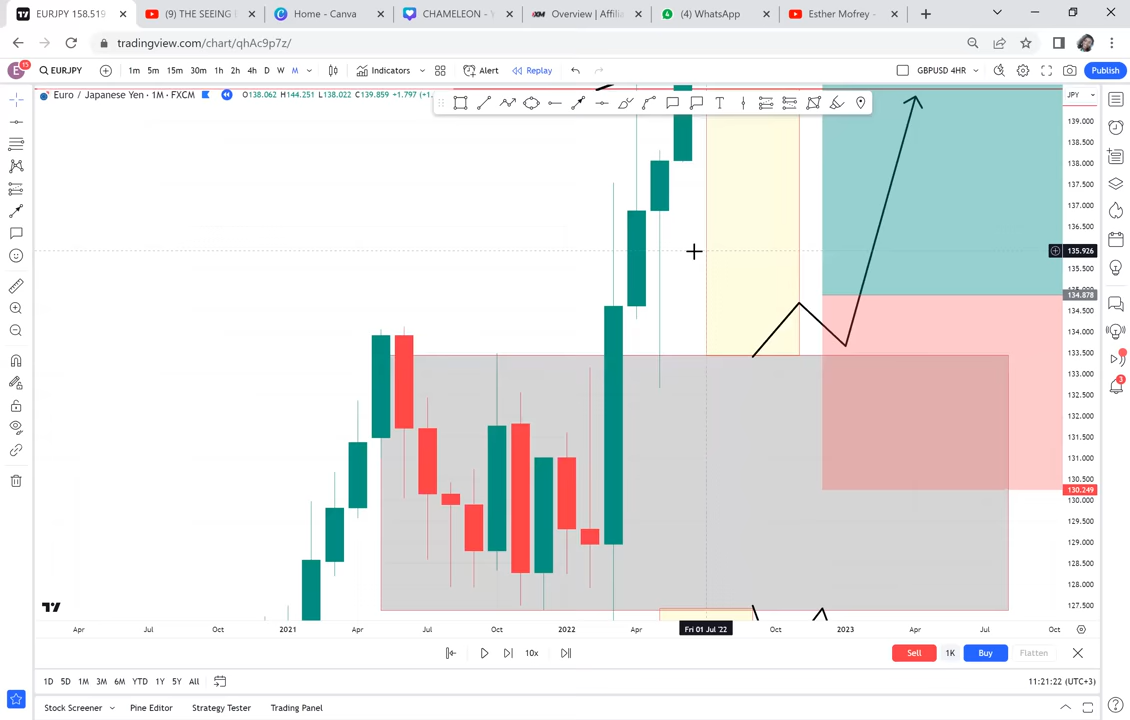 EURJPY 158.519
(9) THE SEEING
Home - Canva
CHAMELEON - Y
XM
Overview | Affilia
(4) WhatsApp
Esther Mofrey -
tradingview.com/chart/qhAc9p7z/
E
15
EURJPY
1m 5m 15m 30m 1h 2h 4h D W M
Indicators
Alert
Replay
GBPUSD 4HR
Publish
Euro / Japanese Yen · 1M · FXCM
O138.062 H144.251 L138.022 C139.859 +1.797 (+1.
JPY
139.000
138.500
138.000
137.500
137.000
136.500
135.926
135.500
134.878
134.500
134.000
133.500
133.000
132.500
132.000
131.500
131.000
130.500
130.249
130.000
129.500
129.000
128.500
128.000
127.500
3
Apr Jul Oct 2021 Apr Jul Oct 2022 Apr Fri 01 Jul '22 Oct 2023 Apr Jul Oct
10x
Sell 1K Buy Flatten
1D 5D 1M 3M 6M YTD 1Y 5Y All
11:21:22 (UTC+3)
Stock Screener Pine Editor Strategy Tester Trading Panel